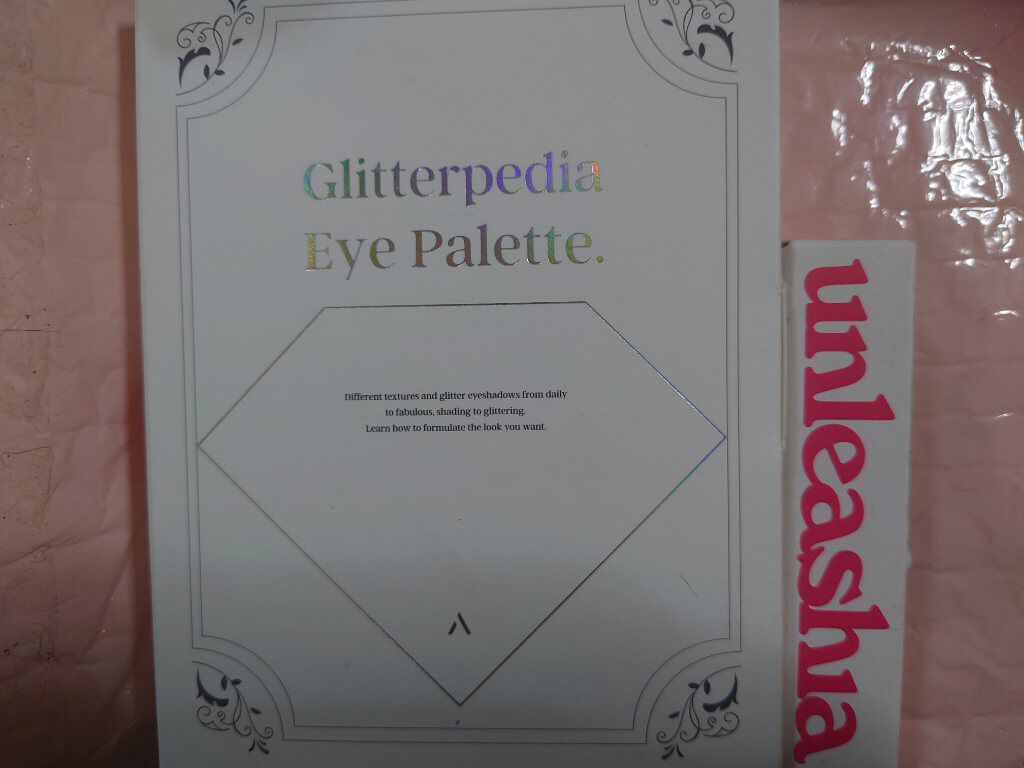 Glitterpedia
Eye Palette.
Different textures and glitter eyeshadows from daily
to fabulous, shading to glittering.
Learn how to formulate the look you want.
unleashia